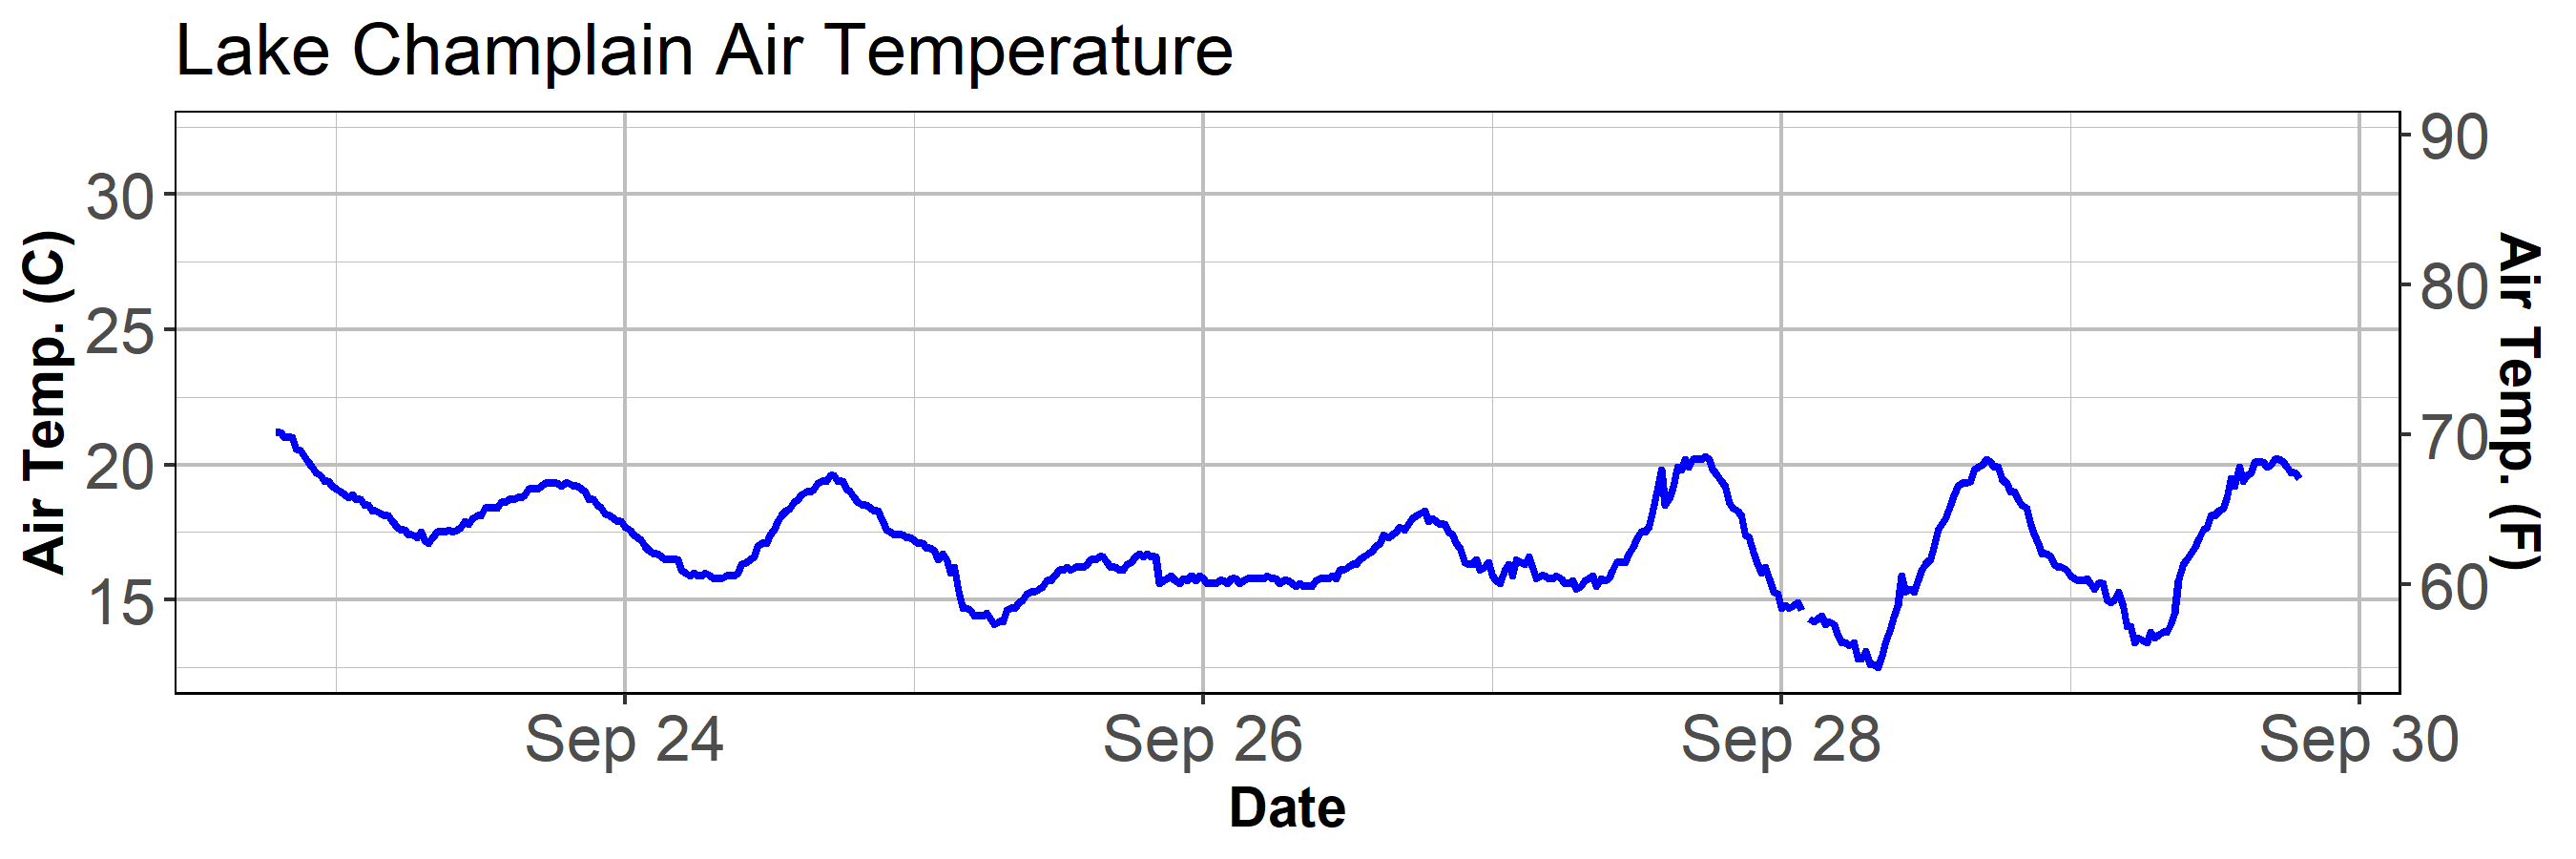 Lake Champlain Air Temperature
Air Temp. (C)
30
25
20
15
90
80
70
60
Air Temp. (F)
Sep 24
Sep 26
Sep 28
Sep 30
Date